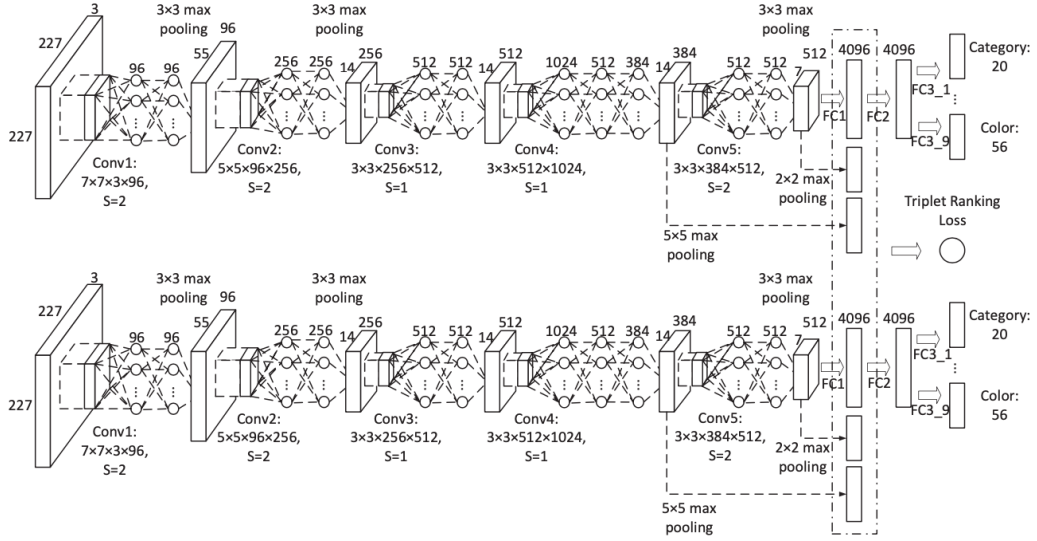 3
3×3 max
pooling
3×3 max
pooling
3×3 max
pooling
227
96
55
256
512
384
512
4096
4096
Category:
20
96
96
256
256
14
512
512
14
1024
512
384
14
512
512
7
FC1
FC2
FC3_1
⋮
FC3_9
Color:
56
227
Conv1:
7×7×3×96,
S=2
Conv2:
5×5×96×256,
S=2
Conv3:
3×3×256×512,
S=1
Conv4:
3×3×512×1024,
S=1
Conv5:
3×3×384×512,
S=2
2×2 max
pooling
5×5 max
pooling
Triplet Ranking
Loss
3
3×3 max
pooling
3×3 max
pooling
3×3 max
pooling
227
96
55
256
512
384
512
4096
4096
Category:
20
96
96
256
256
14
512
512
14
1024
512
384
14
512
512
7
FC1
FC2
FC3_1
⋮
FC3_9
Color:
56
227
Conv1:
7×7×3×96,
S=2
Conv2:
5×5×96×256,
S=2
Conv3:
3×3×256×512,
S=1
Conv4:
3×3×512×1024,
S=1
Conv5:
3×3×384×512,
S=2
2×2 max
pooling
5×5 max
pooling